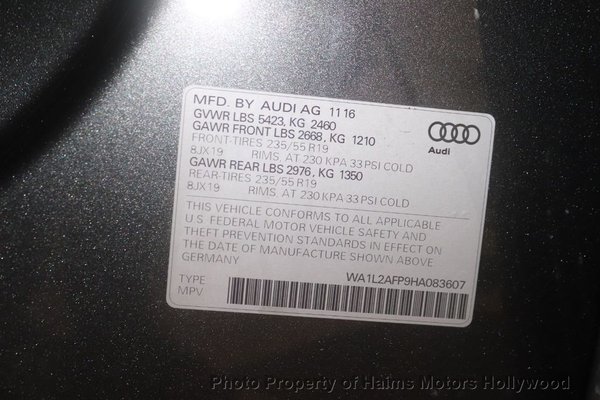 MFD. BY AUDI AG 11 16
GVWR LBS 5423, KG 2460
GAWR FRONT LBS 2668, KG 1210
FRONT-TIRES 235/55 R19
8JX19 RIMS, AT 230 KPA 33 PSI COLD
GAWR REAR LBS 2976, KG 1350
REAR-TIRES 235/55 R19
8JX19 RIMS, AT 230 KPA 33 PSI COLD
Audi
THIS VEHICLE CONFORMS TO ALL APPLICABLE
U.S. FEDERAL MOTOR VEHICLE SAFETY AND
THEFT PREVENTION STANDARDS IN EFFECT ON
THE DATE OF MANUFACTURE SHOWN ABOVE
GERMANY
WA1L2AFP9HA083607
TYPE
MPV
Photo Property of Haims Motors Hollywood